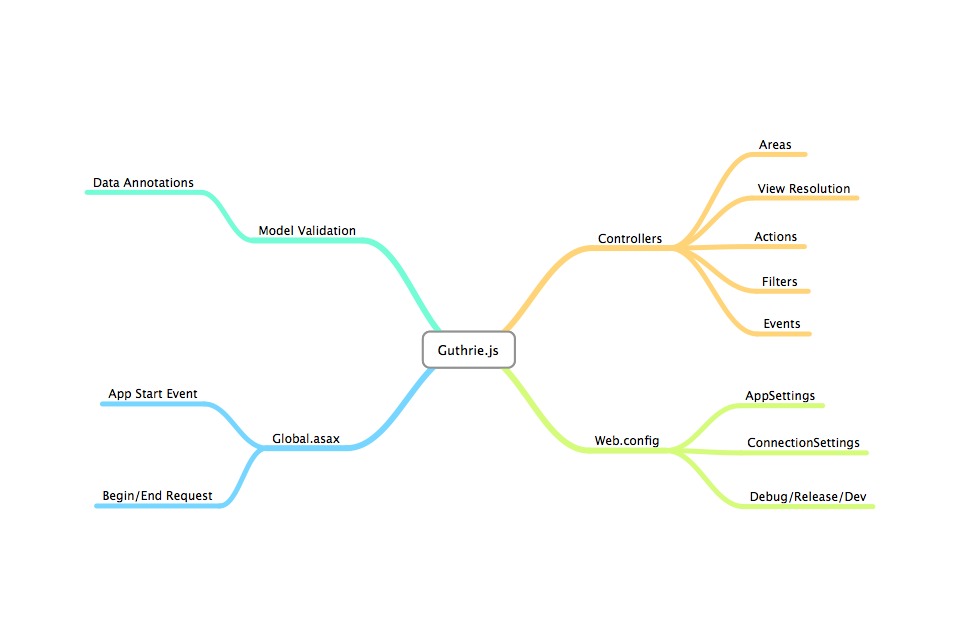 Guthrie.js
Model Validation
Data Annotations
Global.asax
App Start Event
Begin/End Request
Controllers
Areas
View Resolution
Actions
Filters
Events
Web.config
AppSettings
ConnectionSettings
Debug/Release/Dev